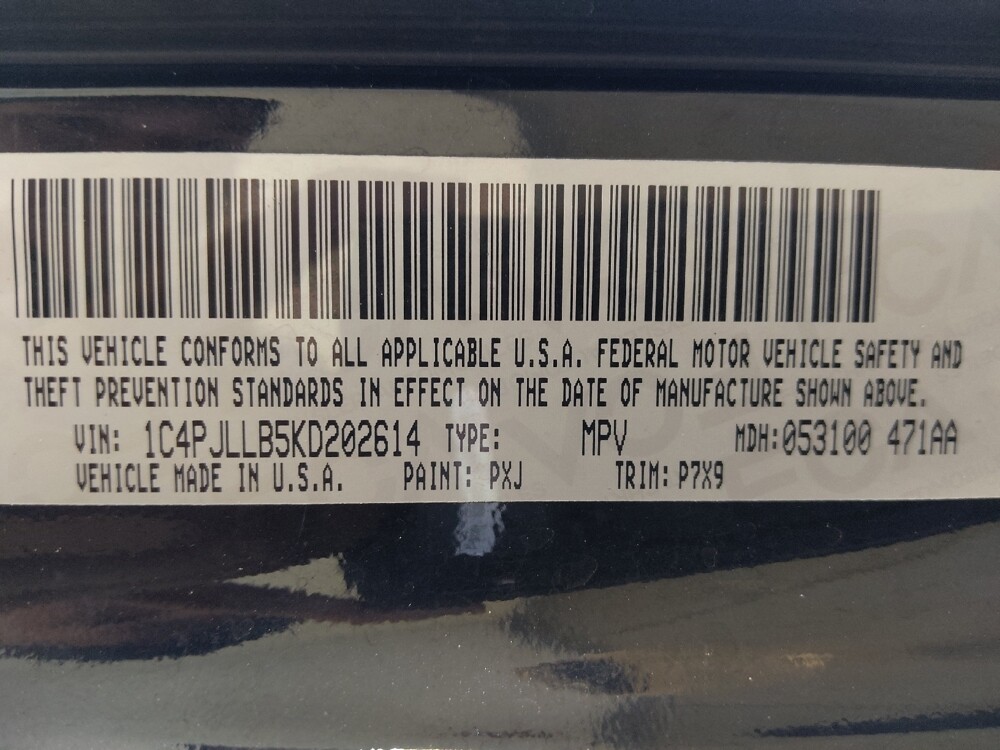 THIS VEHICLE CONFORMS TO ALL APPLICABLE U.S.A. FEDERAL MOTOR VEHICLE SAFETY AND
THEFT PREVENTION STANDARDS IN EFFECT ON THE DATE OF MANUFACTURE SHOWN ABOVE.
VIN: 1C4PJLLB5KD202614 TYPE: MPV MDH:053100 471AA
VEHICLE MADE IN U.S.A. PAINT: PXJ TRIM: P7X9